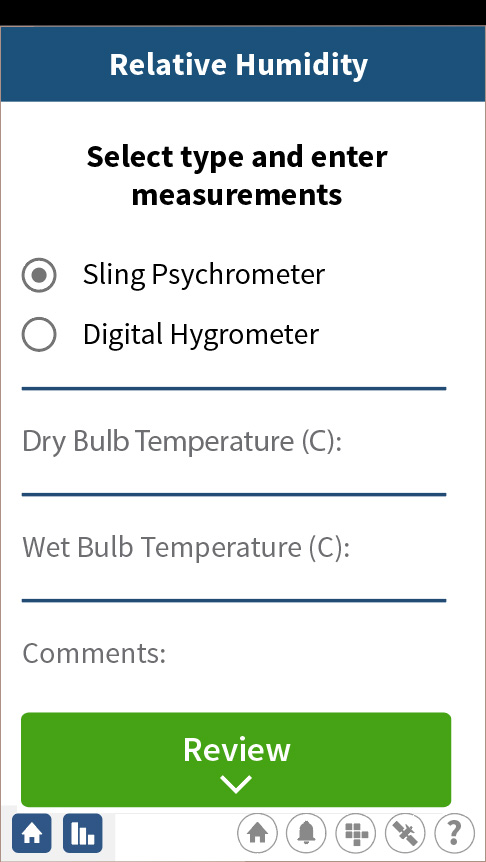 Relative Humidity
Select type and enter
measurements
Sling Psychrometer
Digital Hygrometer
Dry Bulb Temperature (C):
Wet Bulb Temperature (C):
Comments:
Review
?